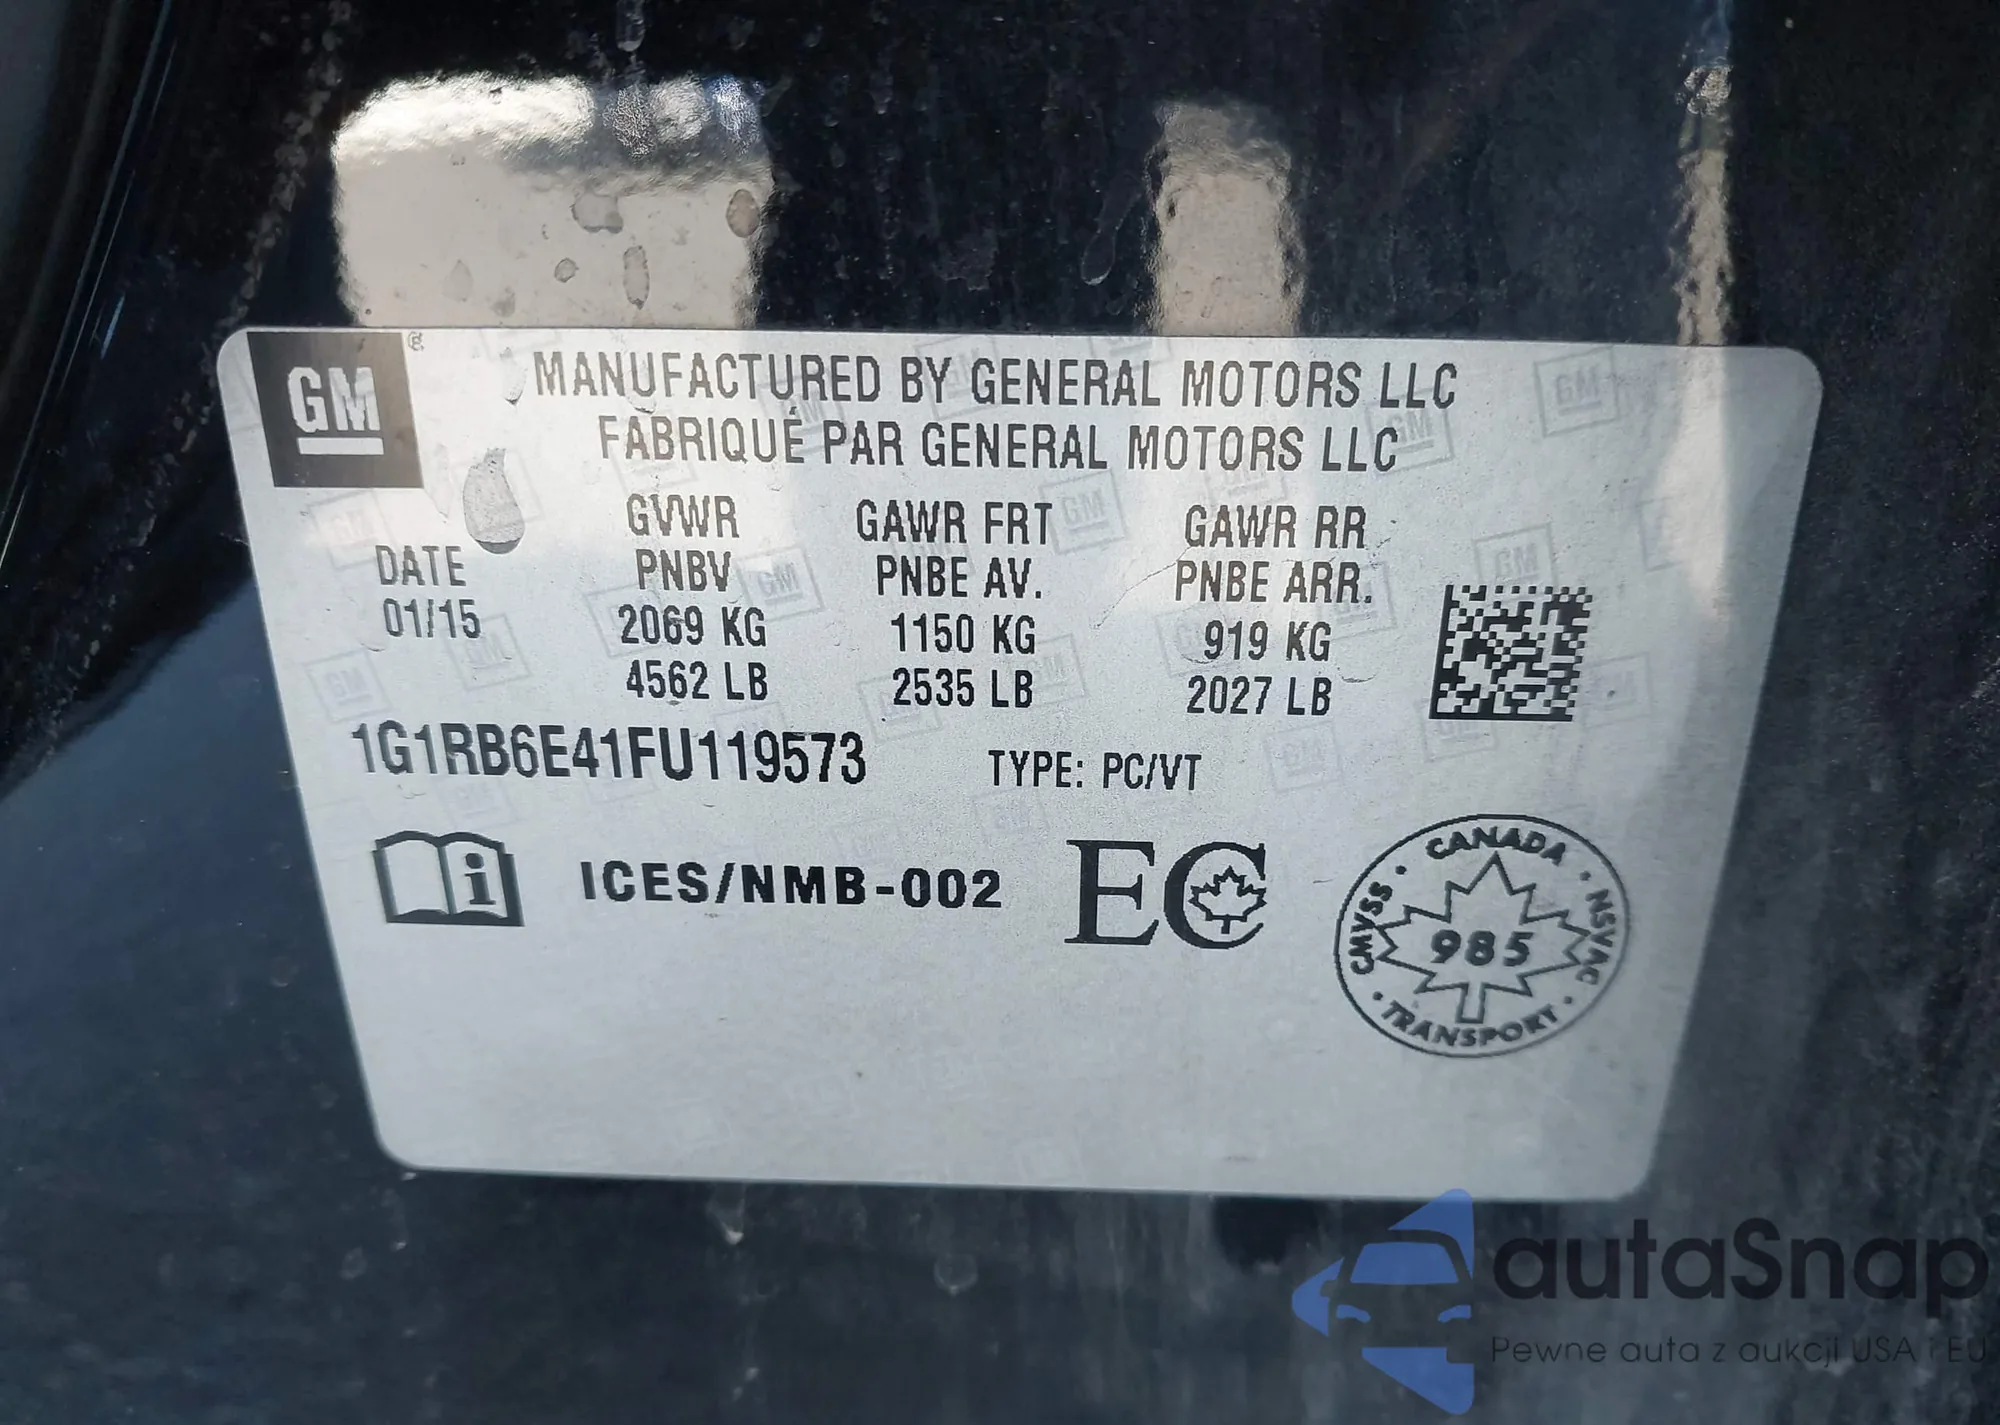 GM
MANUFACTURED BY GENERAL MOTORS LLC
FABRIQUÉ PAR GENERAL MOTORS LLC
DATE
01/15
GVWR
PNBV
2069 KG
4562 LB
GAWR FRT
PNBE AV.
1150 KG
2535 LB
GAWR RR
PNBE ARR.
919 KG
2027 LB
1G1RB6E41FU119573
TYPE: PC/VT
i
ICES/NMB-002
EC
CANADA
CMVSS
NSVAC
985
TRANSPORT
autaSnap
Pewne auta z aukcji USA i EU